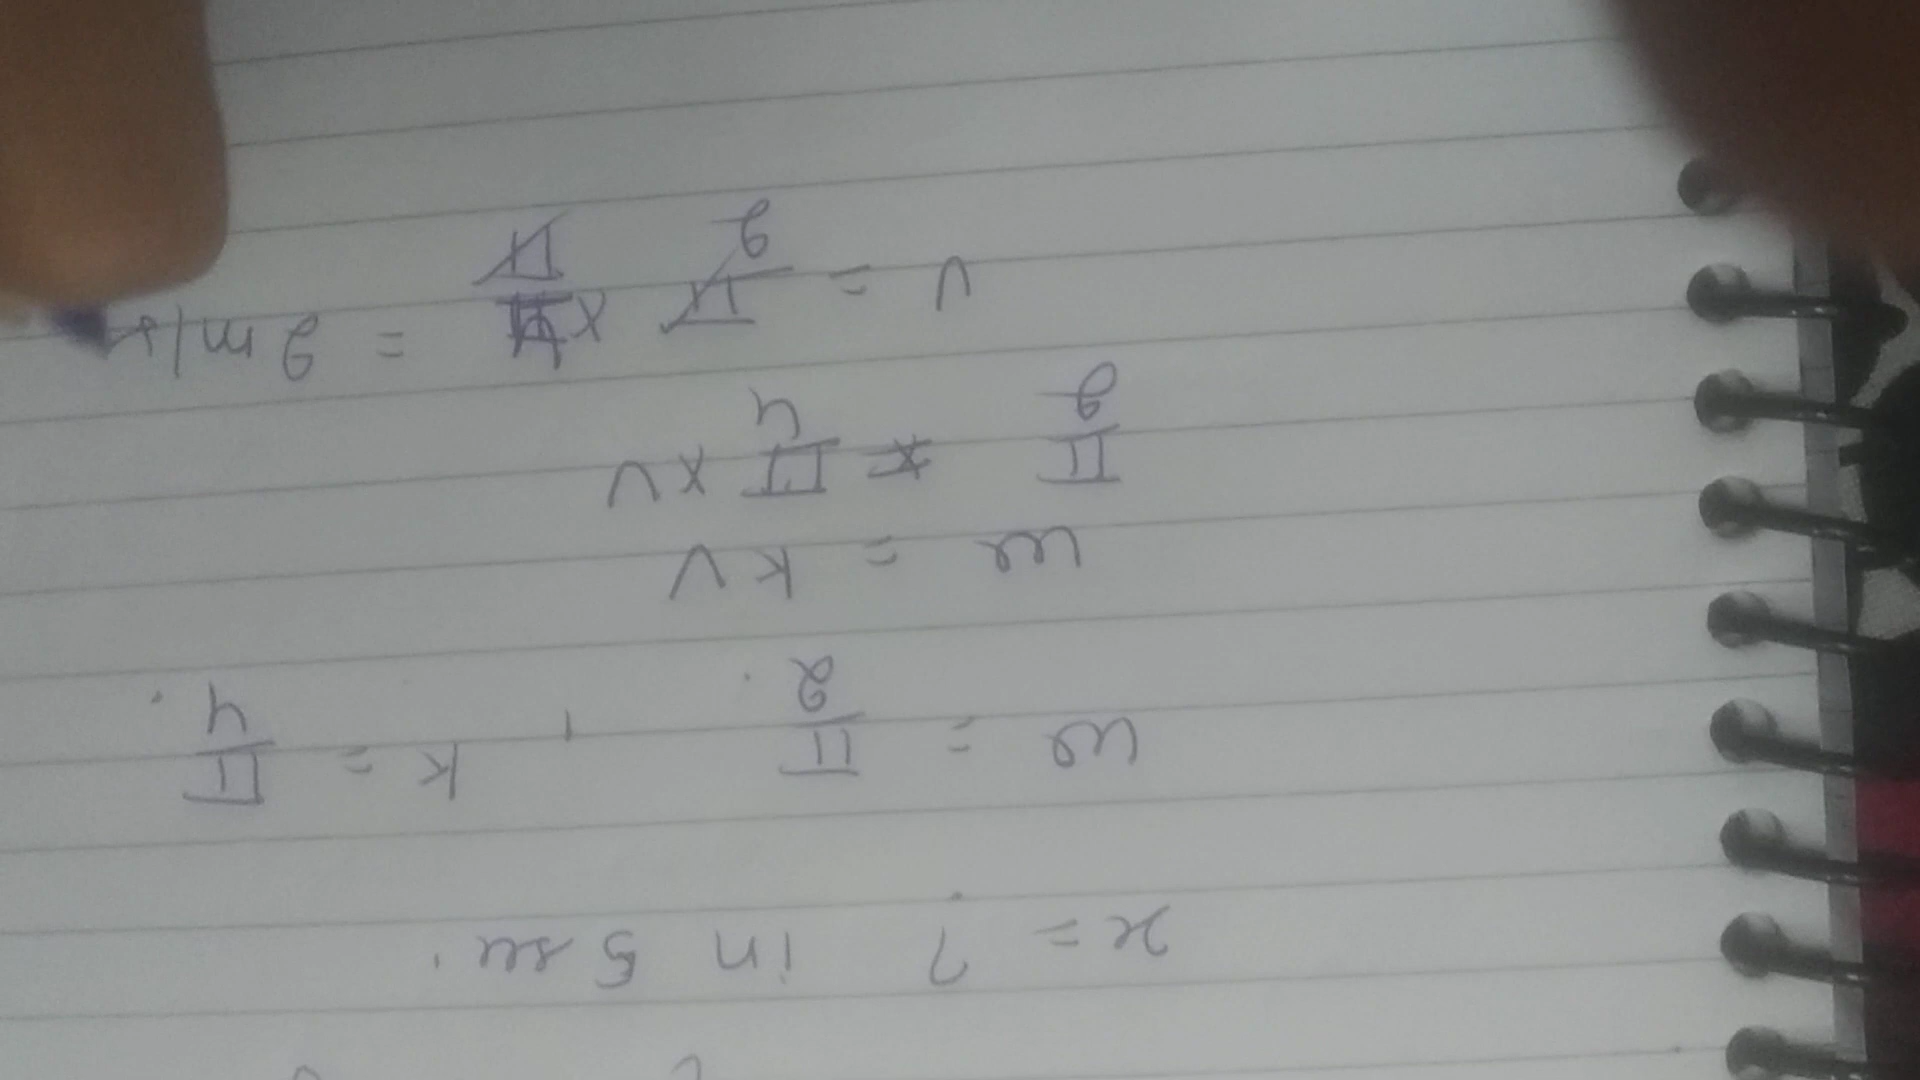 x = ? in 5 sec.
ω = π/2 , k = π/4 .
ω = kv
π/2 = π/4 × v
v = π/2 × 4/π = 2 m/s